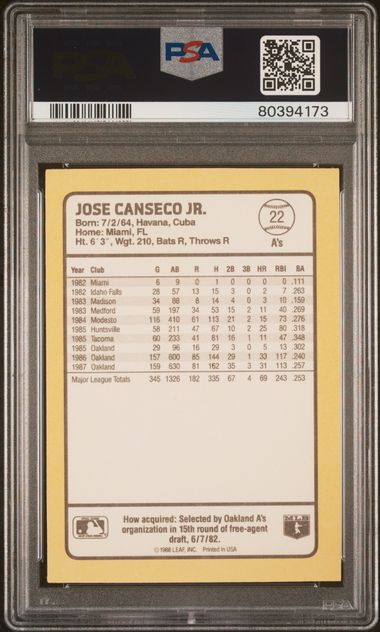 PSA
PSA
80394173
JOSE CANSECO JR.
Born: 7/2/64, Havana, Cuba
Home: Miami, FL
Ht. 6'3", Wgt. 210, Bats R, Throws R
22
A's
Year Club G AB R H 2B 3B HR RBI BA
1982 Miami 6 9 0 1 0 0 0 0 .111
1982 Idaho Falls 28 57 13 15 3 0 2 7 .263
1983 Madison 34 88 8 14 4 0 3 10 .159
1983 Medford 59 197 34 53 15 2 11 40 .269
1984 Modesto 116 410 61 113 21 2 15 73 .276
1985 Huntsville 58 211 47 67 10 2 25 80 .318
1985 Tacoma 60 233 41 81 16 1 11 47 .348
1985 Oakland 29 96 16 29 3 0 5 13 .302
1986 Oakland 157 600 85 144 29 1 33 117 .240
1987 Oakland 159 630 81 162 35 3 31 113 .257
Major League Totals 345 1326 182 335 67 4 69 243 .253
How acquired: Selected by Oakland A's
organization in 15th round of free-agent
draft, 6/7/82.
© 1988 LEAF, INC. Printed in USA
MLB